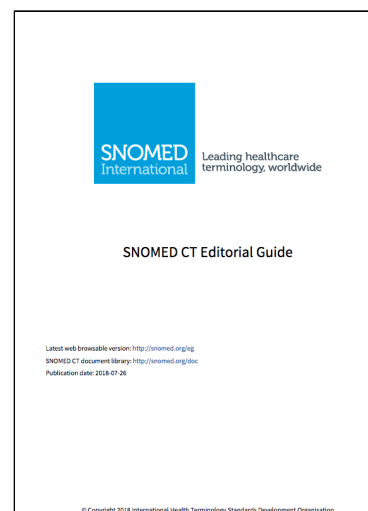 SNOMED
International
Leading healthcare
terminology, worldwide
SNOMED CT Editorial Guide
Latest web browsable version: http://snomed.org/eg
SNOMED CT document library: http://snomed.org/doc
Publication date: 2018-07-26
© Copyright 2018 International Health Terminology Standards Development Organisation